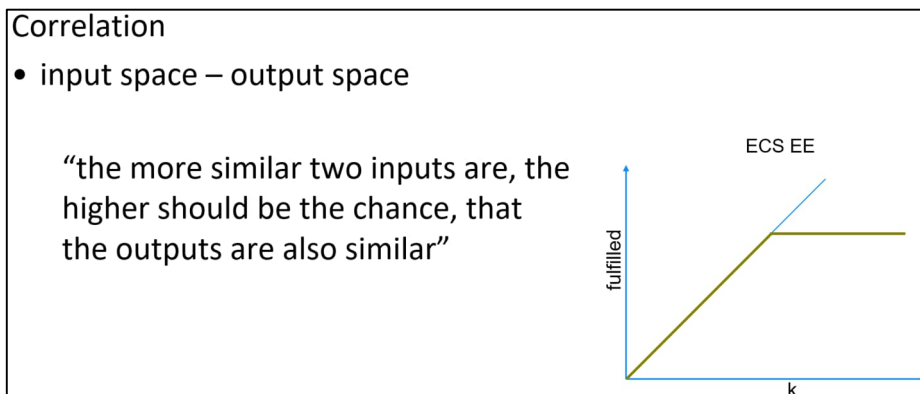 Correlation
• input space – output space
“the more similar two inputs are, the
higher should be the chance, that
the outputs are also similar”
ECS EE
fulfilled
k